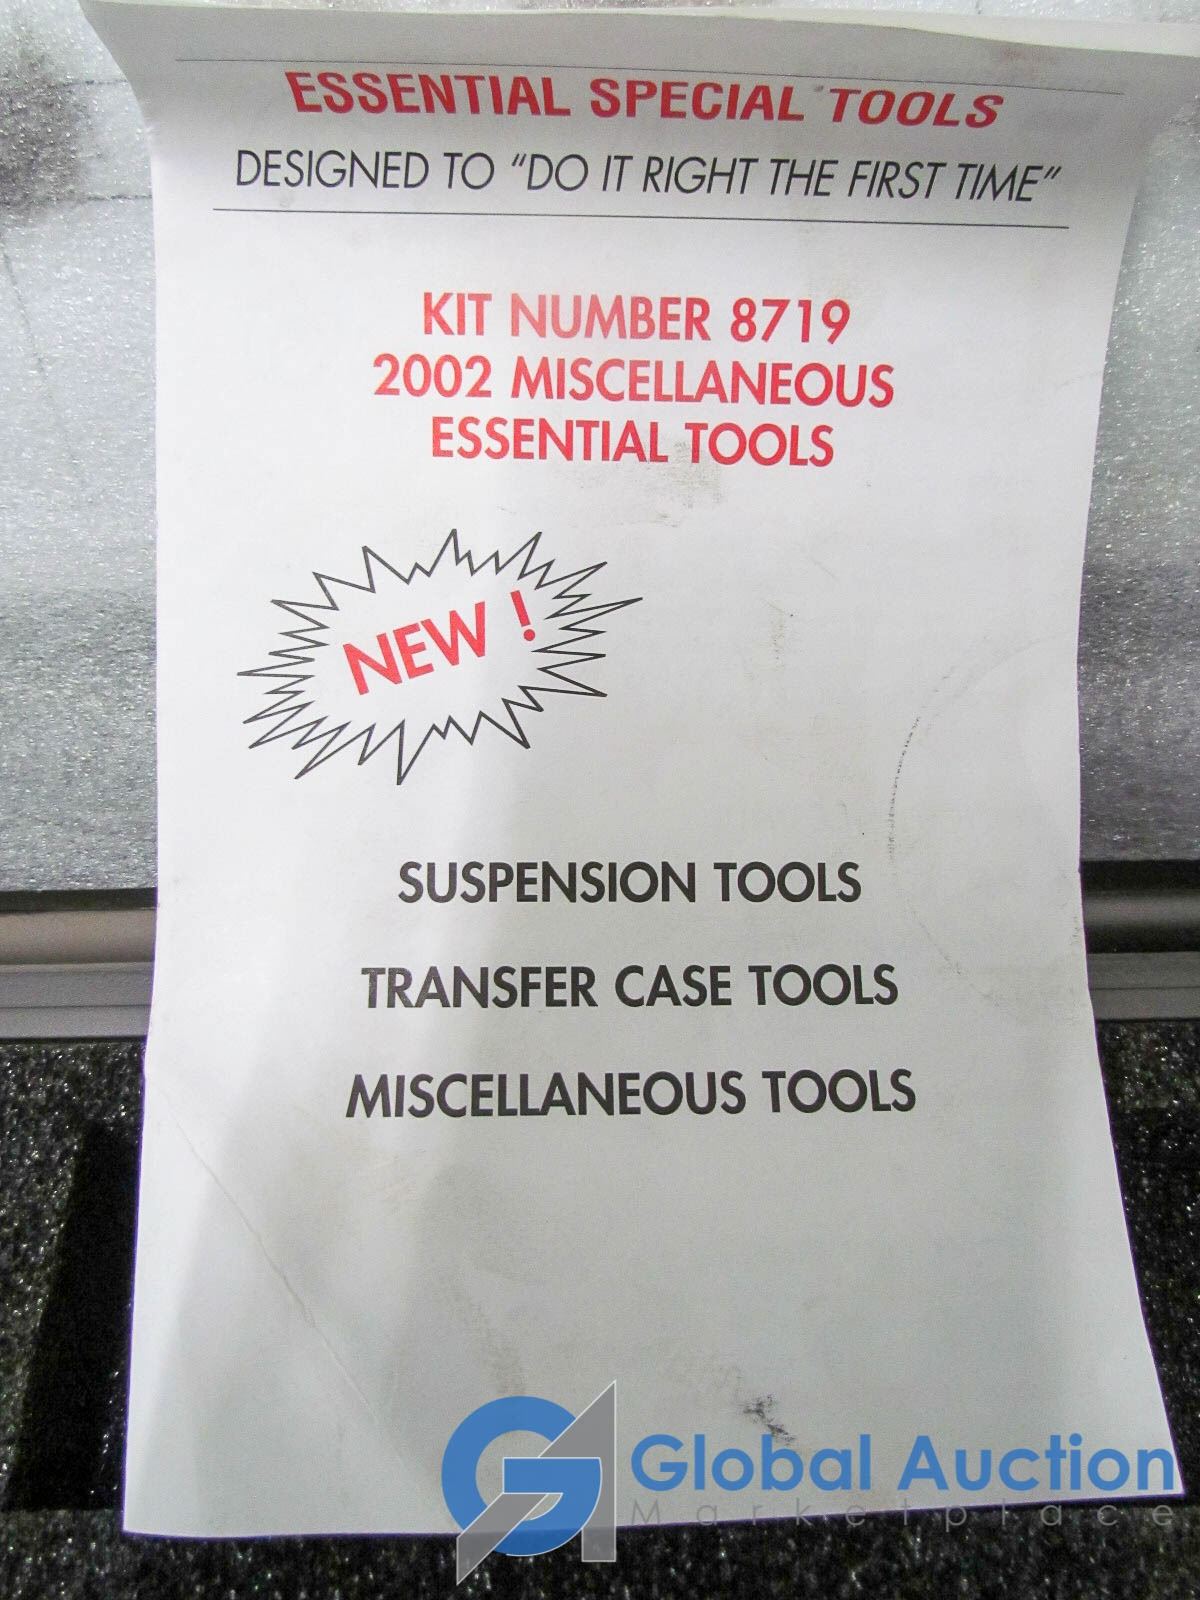 ESSENTIAL SPECIAL TOOLS
DESIGNED TO "DO IT RIGHT THE FIRST TIME"
KIT NUMBER 8719
2002 MISCELLANEOUS
ESSENTIAL TOOLS
NEW !
SUSPENSION TOOLS
TRANSFER CASE TOOLS
MISCELLANEOUS TOOLS
Global Auction
Marketplace